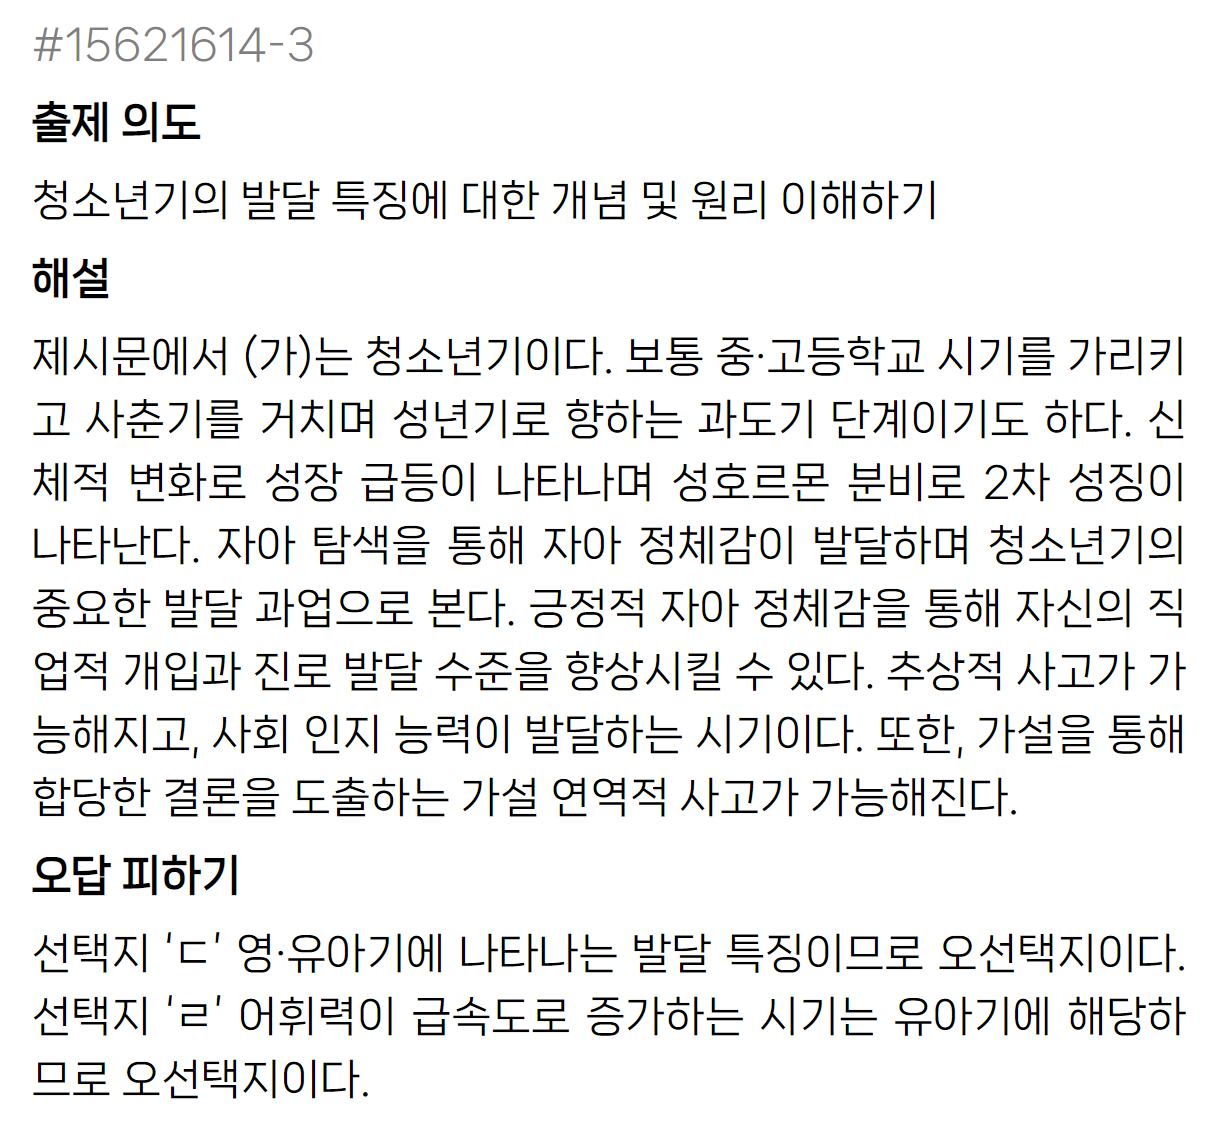 #15621614-3
출제 의도
청소년기의 발달 특징에 대한 개념 및 원리 이해하기
해설
제시문에서 (가)는 청소년기이다. 보통 중·고등학교 시기를 가리키
고 사춘기를 거치며 성년기로 향하는 과도기 단계이기도 하다. 신
체적 변화로 성장 급등이 나타나며 성호르몬 분비로 2차 성징이
나타난다. 자아 탐색을 통해 자아 정체감이 발달하며 청소년기의
중요한 발달 과업으로 본다. 긍정적 자아 정체감을 통해 자신의 직
업적 개입과 진로 발달 수준을 향상시킬 수 있다. 추상적 사고가 가
능해지고, 사회 인지 능력이 발달하는 시기이다. 또한, 가설을 통해
합당한 결론을 도출하는 가설 연역적 사고가 가능해진다.
오답 피하기
선택지 'ㄷ' 영·유아기에 나타나는 발달 특징이므로 오선택지이다.
선택지 'ㄹ' 어휘력이 급속도로 증가하는 시기는 유아기에 해당하
므로 오선택지이다.